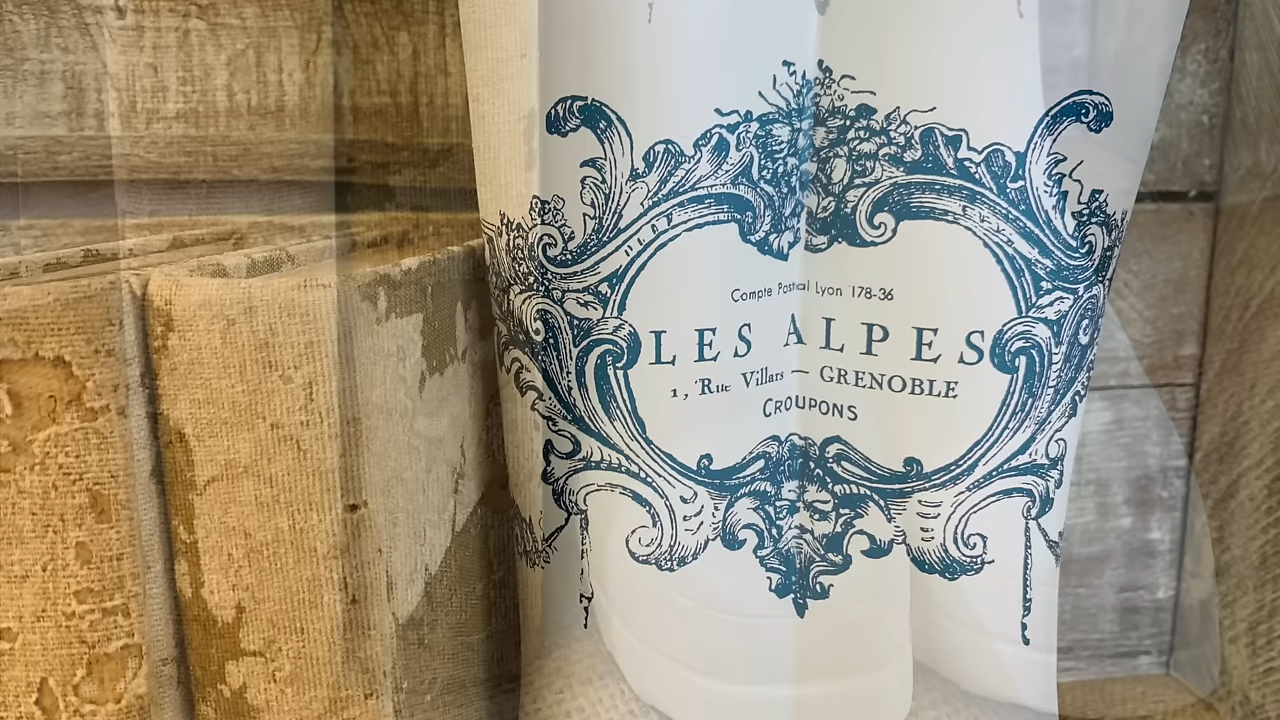 Compte Postal Lyon 178-36
LES ALPES
1, Rue Villars — GRENOBLE
CROUPONS